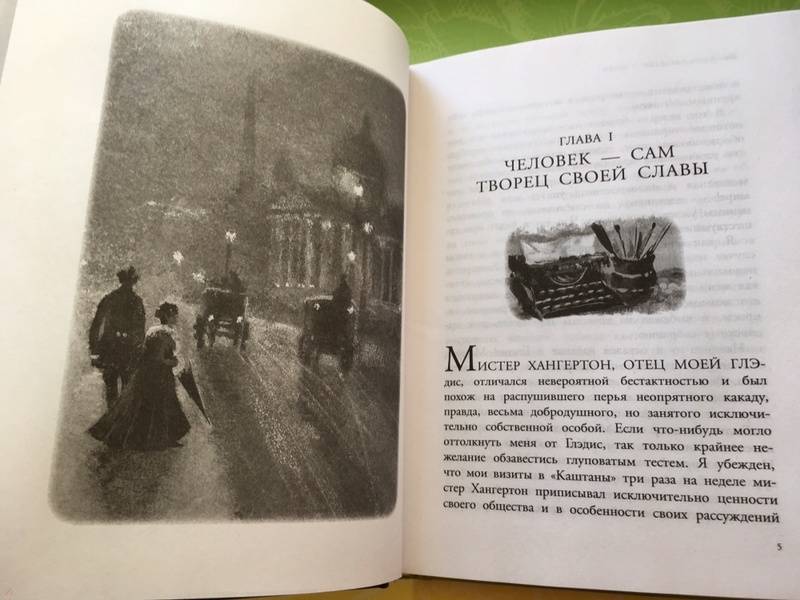 ГЛАВА I
ЧЕЛОВЕК — САМ
ТВОРЕЦ СВОЕЙ СЛАВЫ
МИСТЕР ХАНГЕРТОН, ОТЕЦ МОЕЙ ГЛЭ-
дис, отличался невероятной бестактностью и был
похож на распушившего перья неопрятного какаду,
правда, весьма добродушного, но занятого исключи-
тельно собственной особой. Если что-нибудь могло
оттолкнуть меня от Глэдис, так только крайнее не-
желание обзавестись глуповатым тестем. Я убежден,
что мои визиты в «Каштаны» три раза на неделе ми-
стер Хангертон приписывал исключительно ценности
своего общества и в особенности своих рассуждений
5